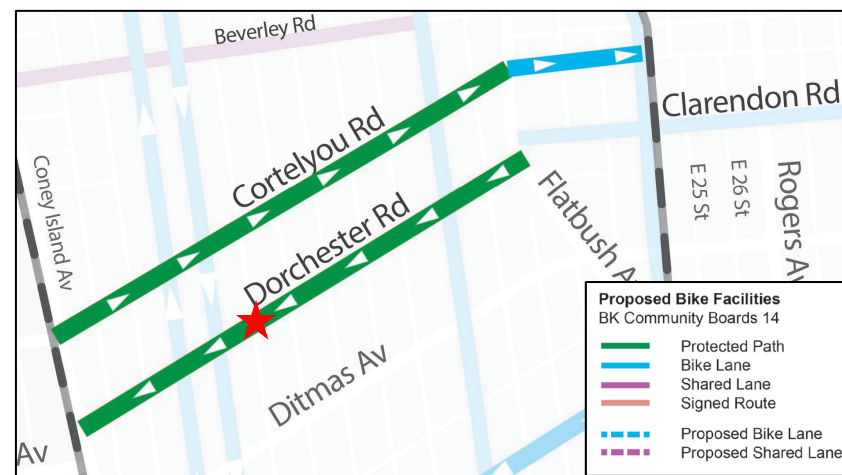 Beverley Rd
Cortelyou Rd
Clarendon Rd
Coney Island Av
Dorchester Rd
Flatbush Av
E 25 St
E 26 St
Rogers Av
Ditmas Av
Av
Proposed Bike Facilities
BK Community Boards 14
Protected Path
Bike Lane
Shared Lane
Signed Route
Proposed Bike Lane
Proposed Shared Lane